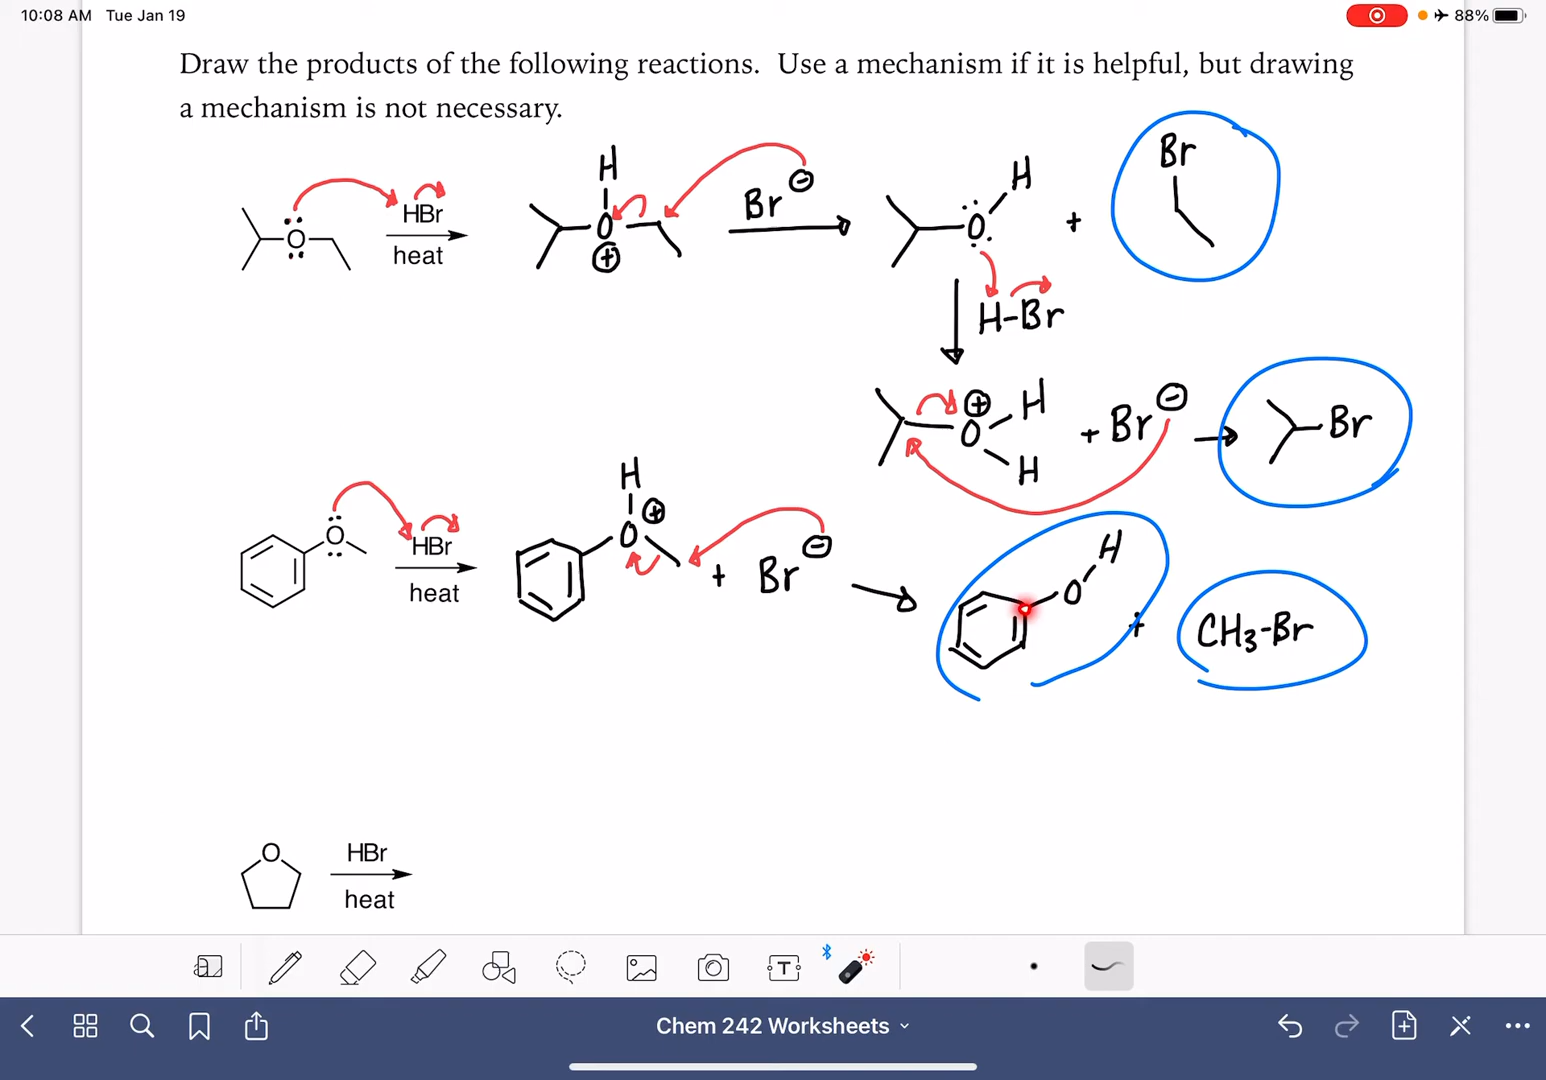 10:08 AM Tue Jan 19
88%
Draw the products of the following reactions. Use a mechanism if it is helpful, but drawing
a mechanism is not necessary.
O
HBr
heat
H
O
⊕
Br ⊖
H
O
+
Br
H-Br
O
⊕
H
H
+ Br ⊖
Br
O
HBr
heat
H
O
⊕
+ Br ⊖
O
H
+
CH3-Br
O
HBr
heat
a
T
Chem 242 Worksheets